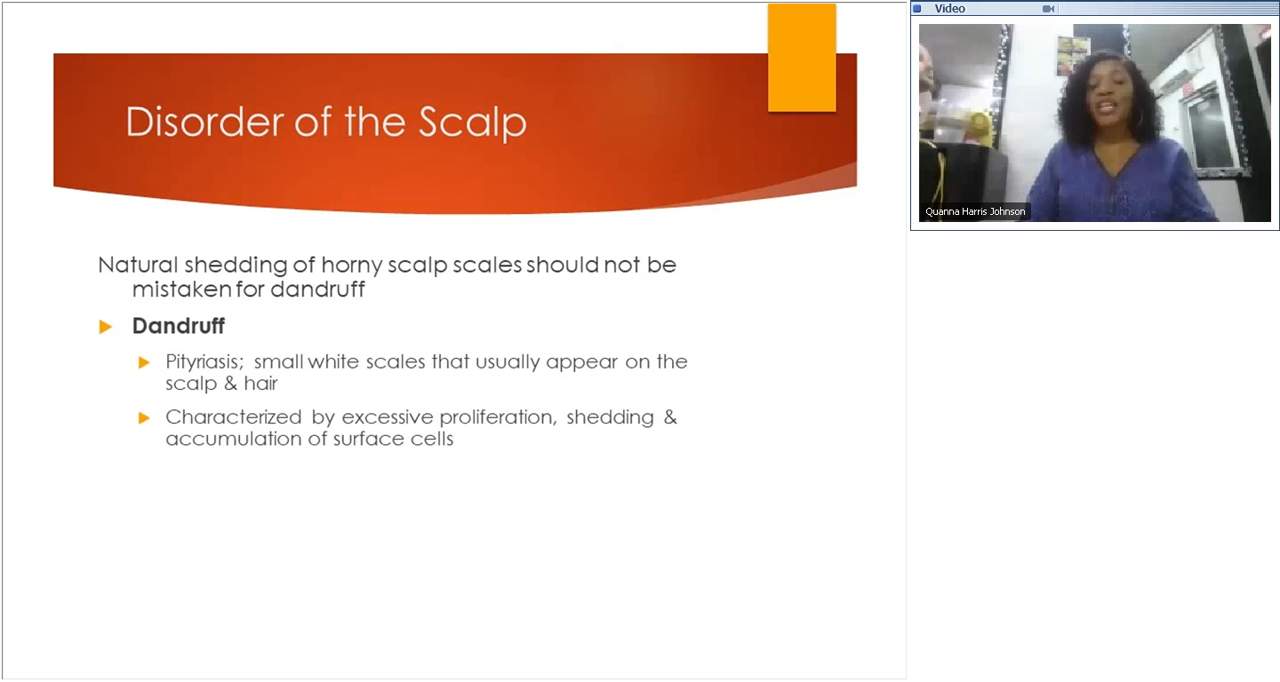 Video
Disorder of the Scalp
Quanna Harris Johnson
Natural shedding of horny scalp scales should not be
mistaken for dandruff
Dandruff
Pityriasis; small white scales that usually appear on the
scalp & hair
Characterized by excessive proliferation, shedding &
accumulation of surface cells